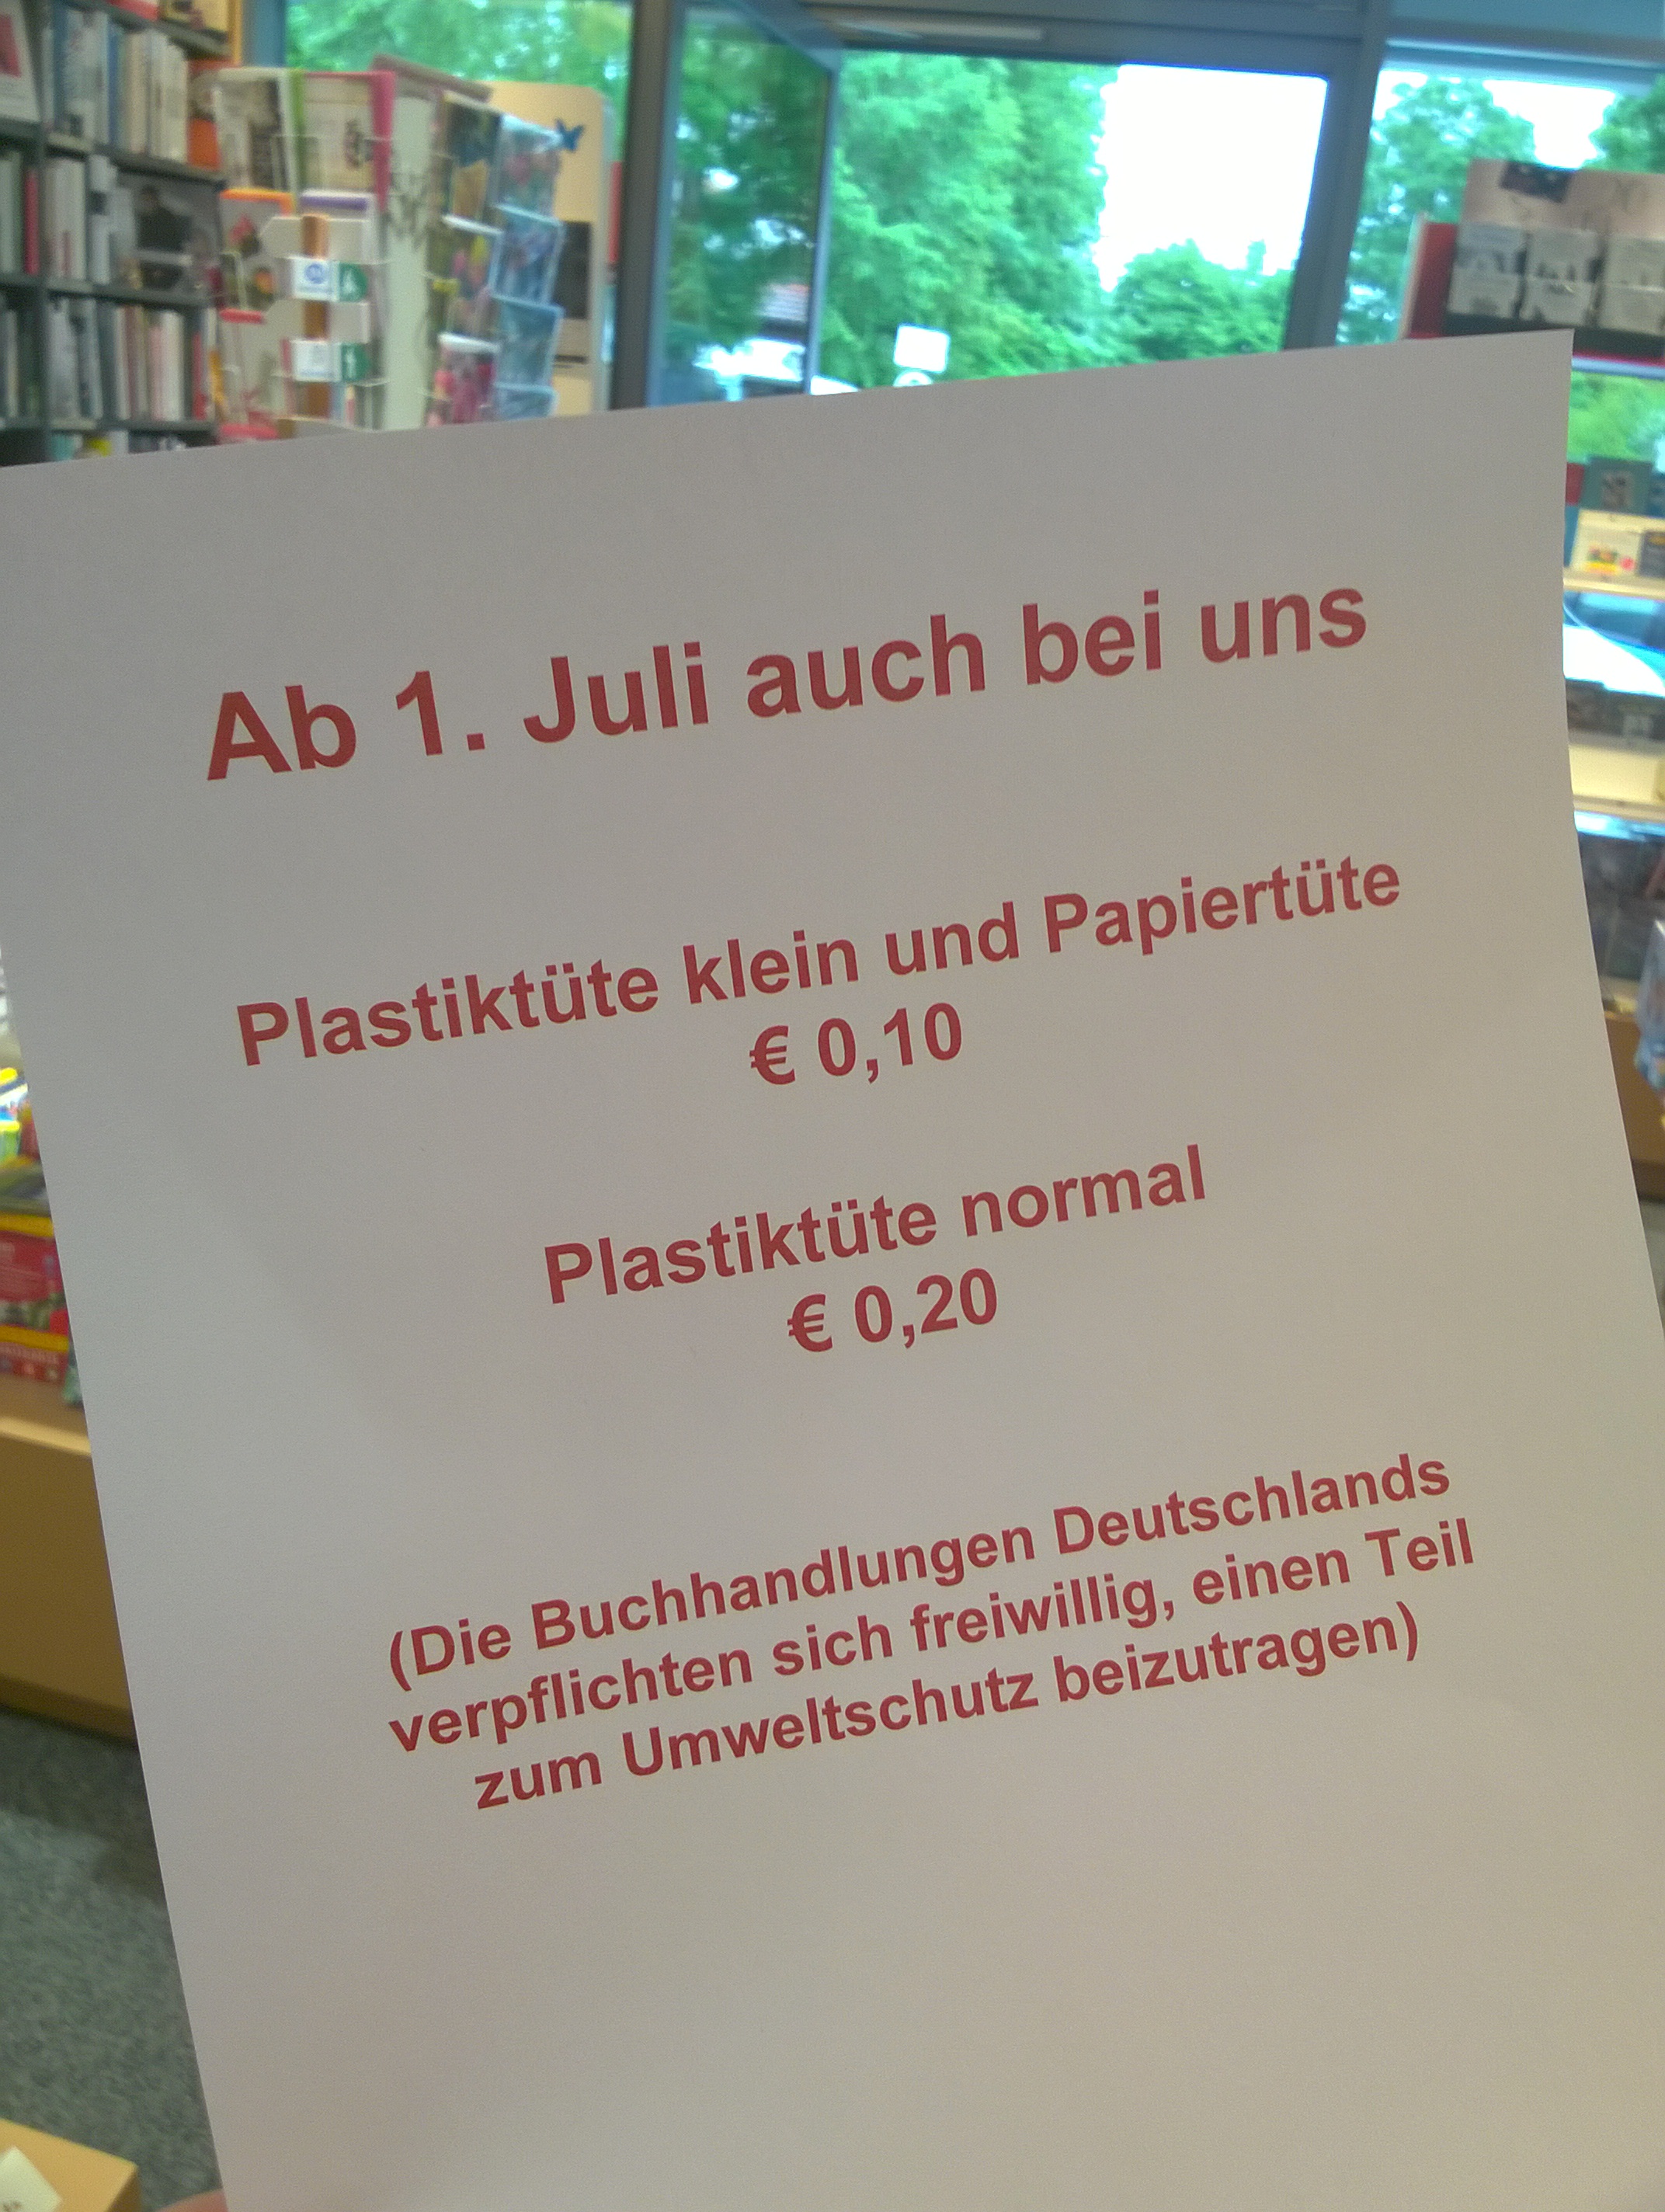 Ab 1. Juli auch bei uns
Plastiktüte klein und Papiertüte
€ 0,10
Plastiktüte normal
€ 0,20
(Die Buchhandlungen Deutschlands
verpflichten sich freiwillig, einen Teil
zum Umweltschutz beizutragen)